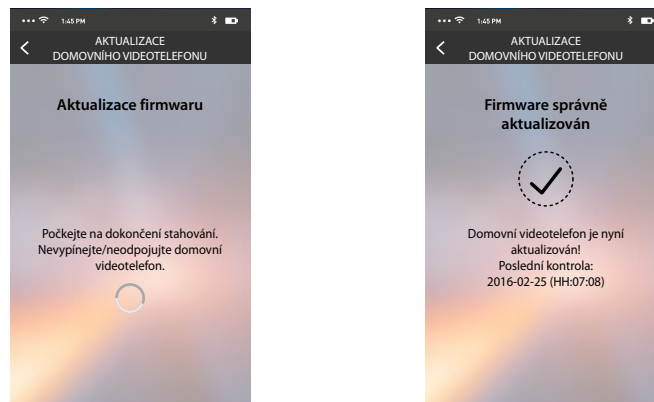 1:45 PM
AKTUALIZACE
DOMOVNÍHO VIDEOTELEFONU
Aktualizace firmwaru
Počkejte na dokončení stahování.
Nevypínejte/neodpojujte domovní
videotelefon.
1:45 PM
AKTUALIZACE
DOMOVNÍHO VIDEOTELEFONU
Firmware správně
aktualizován
Domovní videotelefon je nyní
aktualizován!
Poslední kontrola:
2016-02-25 (HH:07:08)